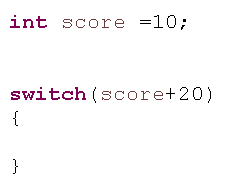 int score =10;
switch(score+20)
{
}